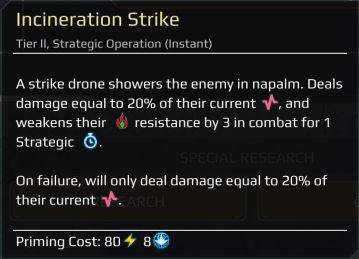 Incineration Strike
Tier II, Strategic Operation (Instant)
A strike drone showers the enemy in napalm. Deals
damage equal to 20% of their current , and
weakens their resistance by 3 in combat for 1
Strategic .
SPECIAL RESEARCH
On failure, will only deal damage equal to 20% of
their current .
Priming Cost: 80 8